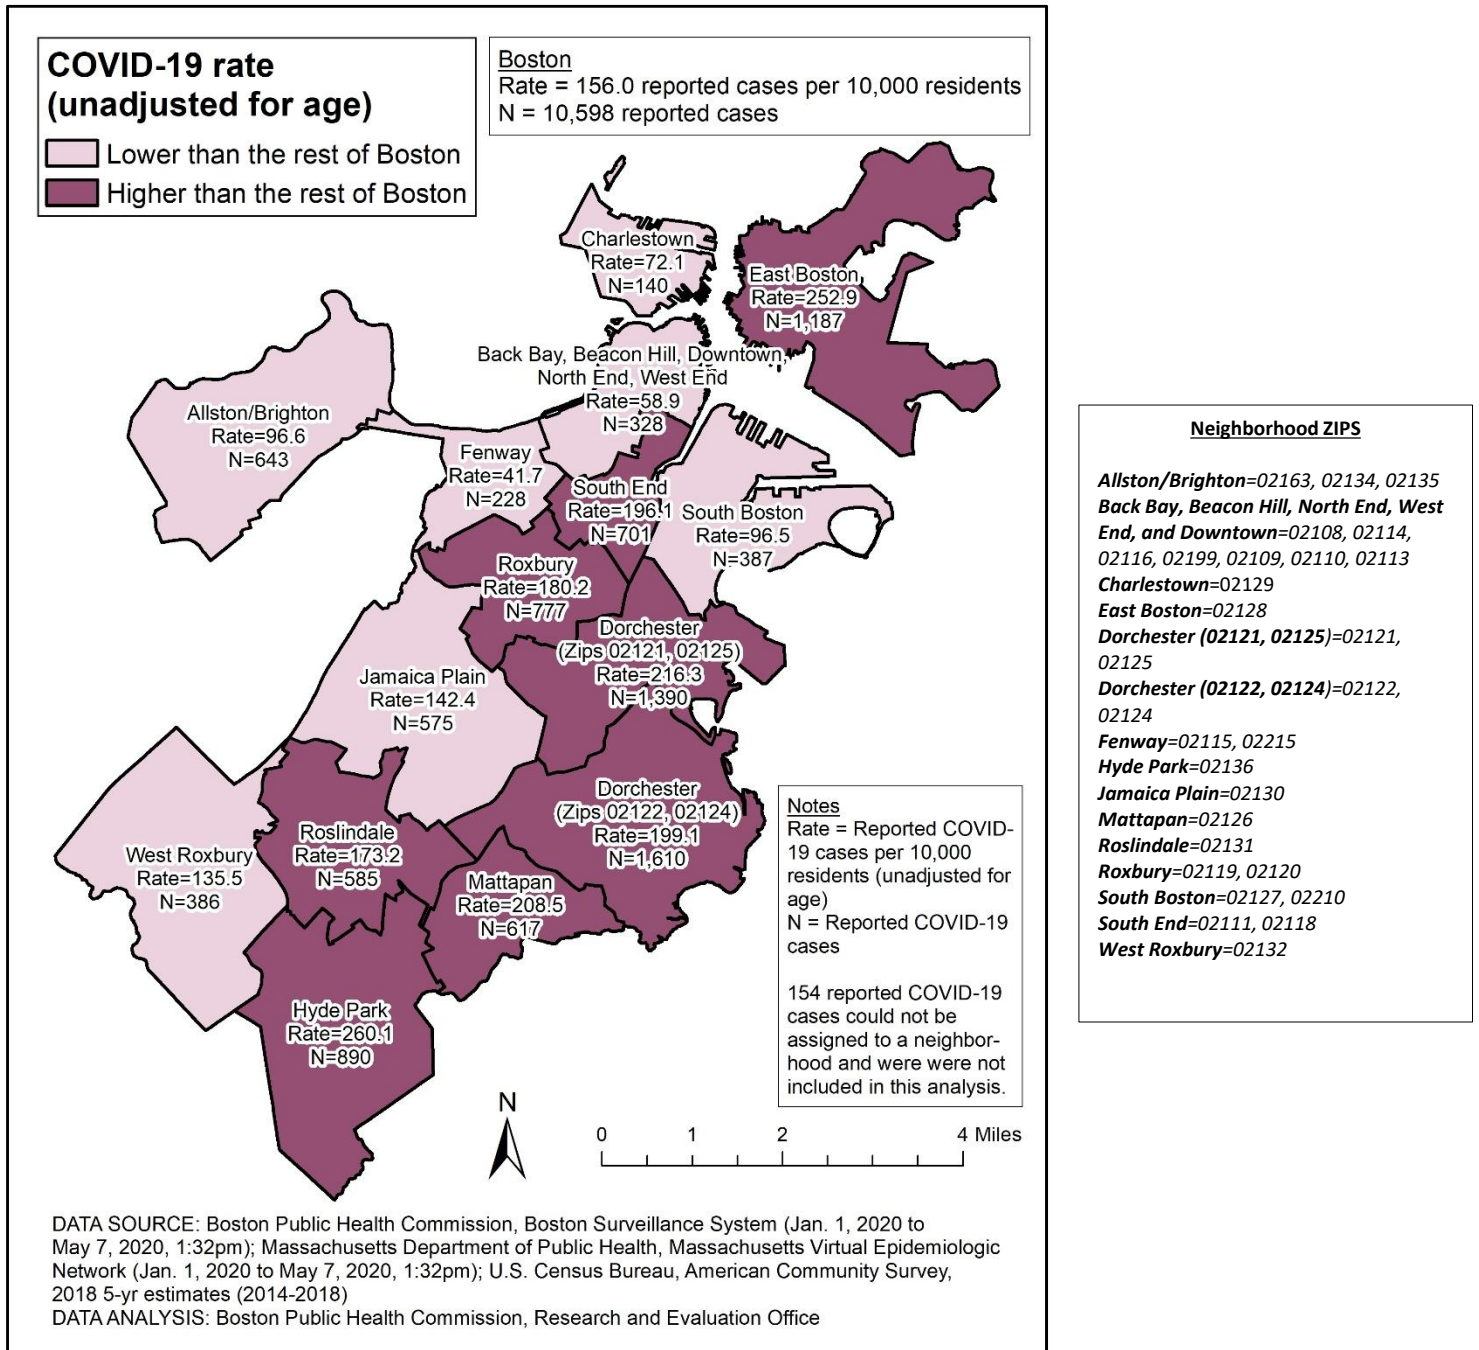 COVID-19 rate
(unadjusted for age)
Lower than the rest of Boston
Higher than the rest of Boston
Boston
Rate = 156.0 reported cases per 10,000 residents
N = 10,598 reported cases
Charlestown
Rate=72.1
N=140
East Boston
Rate=252.9
N=1,187
Back Bay, Beacon Hill, Downtown,
North End, West End
Rate=58.9
N=328
Allston/Brighton
Rate=96.6
N=643
Fenway
Rate=41.7
N=228
South End
Rate=196.1
N=701
South Boston
Rate=96.5
N=387
Roxbury
Rate=180.2
N=777
Dorchester
(Zips 02121, 02125)
Rate=216.3
N=1,390
Jamaica Plain
Rate=142.4
N=575
Dorchester
(Zips 02122, 02124)
Rate=199.1
N=1,610
Roslindale
Rate=173.2
N=585
West Roxbury
Rate=135.5
N=386
Mattapan
Rate=208.5
N=617
Hyde Park
Rate=260.1
N=890
Notes
Rate = Reported COVID-
19 cases per 10,000
residents (unadjusted for
age)
N = Reported COVID-19
cases
154 reported COVID-19
cases could not be
assigned to a neighbor-
hood and were were not
included in this analysis.
N
0 1 2 4 Miles
DATA SOURCE: Boston Public Health Commission, Boston Surveillance System (Jan. 1, 2020 to
May 7, 2020, 1:32pm); Massachusetts Department of Public Health, Massachusetts Virtual Epidemiologic
Network (Jan. 1, 2020 to May 7, 2020, 1:32pm); U.S. Census Bureau, American Community Survey,
2018 5-yr estimates (2014-2018)
DATA ANALYSIS: Boston Public Health Commission, Research and Evaluation Office
Neighborhood ZIPS
Allston/Brighton=02163, 02134, 02135
Back Bay, Beacon Hill, North End, West
End, and Downtown=02108, 02114,
02116, 02199, 02109, 02110, 02113
Charlestown=02129
East Boston=02128
Dorchester (02121, 02125)=02121,
02125
Dorchester (02122, 02124)=02122,
02124
Fenway=02115, 02215
Hyde Park=02136
Jamaica Plain=02130
Mattapan=02126
Roslindale=02131
Roxbury=02119, 02120
South Boston=02127, 02210
South End=02111, 02118
West Roxbury=02132